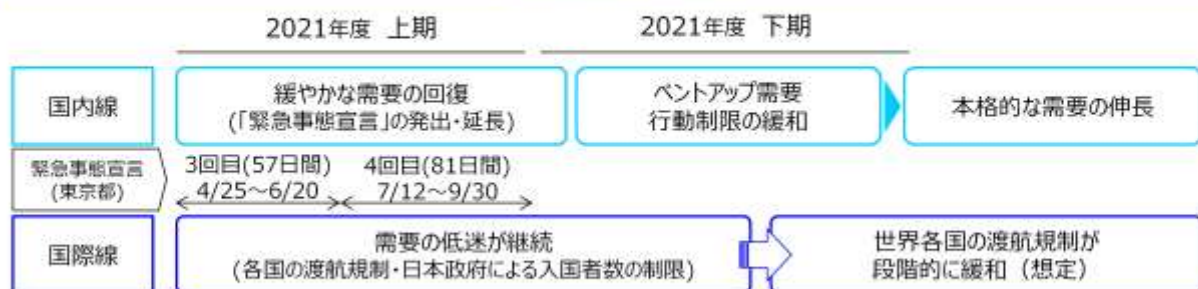 2021年度 上期
2021年度 下期
国内線
緩やかな需要の回復
(「緊急事態宣言」の発出・延長)
ペントアップ需要
行動制限の緩和
本格的な需要の伸長
緊急事態宣言
(東京都)
3回目(57日間)
4/25～6/20
4回目(81日間)
7/12～9/30
国際線
需要の低迷が継続
(各国の渡航規制・日本政府による入国者数の制限)
世界各国の渡航規制が
段階的に緩和（想定）